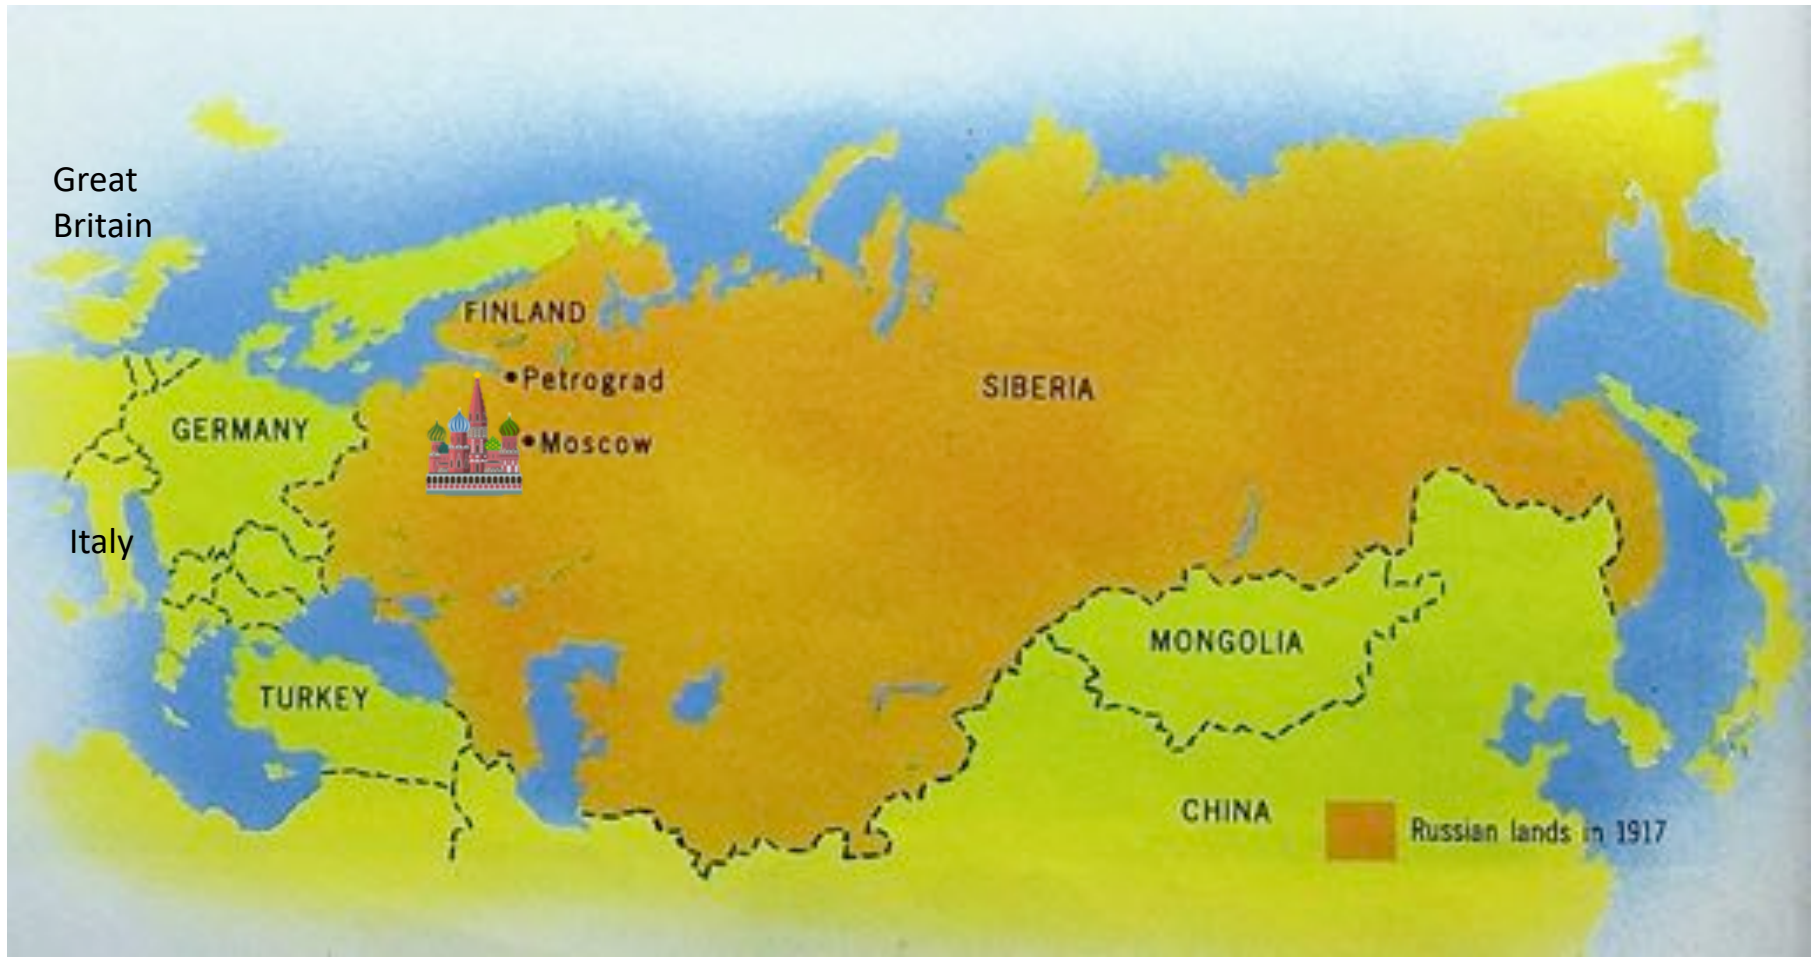 Great
Britain
FINLAND
Petrograd
SIBERIA
GERMANY
Moscow
Italy
MONGOLIA
TURKEY
CHINA
Russian lands in 1917